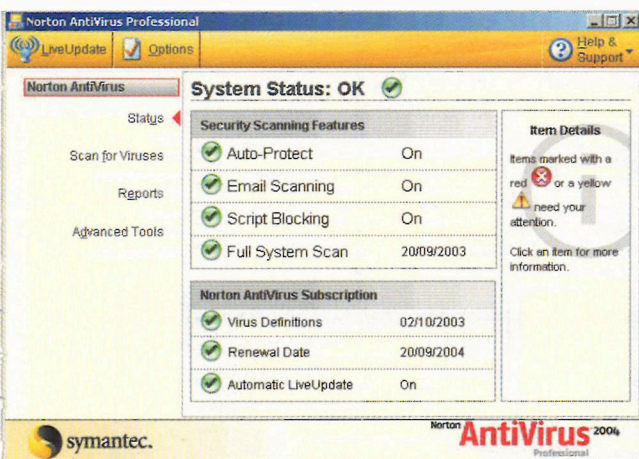 Norton AntiVirus Professional
LiveUpdate Options Help & Support
Norton AntiVirus
Status
Scan for Viruses
Reports
Advanced Tools
System Status: OK
Security Scanning Features
Auto-Protect On
Email Scanning On
Script Blocking On
Full System Scan 20/09/2003
Norton AntiVirus Subscription
Virus Definitions 02/10/2003
Renewal Date 20/09/2004
Automatic LiveUpdate On
Item Details
Items marked with a
red or a yellow
need your
attention.
Click an item for more
information.
symantec.
Norton AntiVirus 2004
Professional